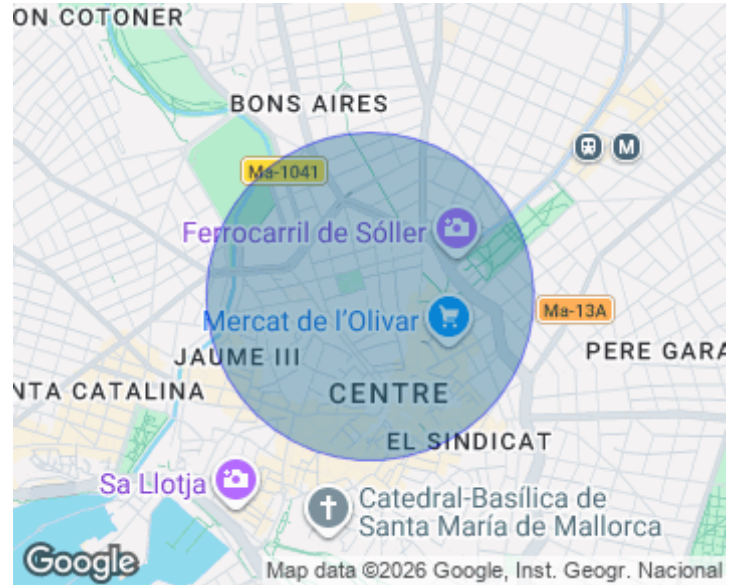 ON COTONER
BONS AIRES
Ma-1041
Ferrocarril de Sóller
M
Mercat de l'Olivar
Ma-13A
JAUME III
PERE GARA
NTA CATALINA
CENTRE
EL SINDICAT
Sa Llotja
Catedral-Basílica de
Santa María de Mallorca
Google
Map data ©2026 Google, Inst. Geogr. Nacional